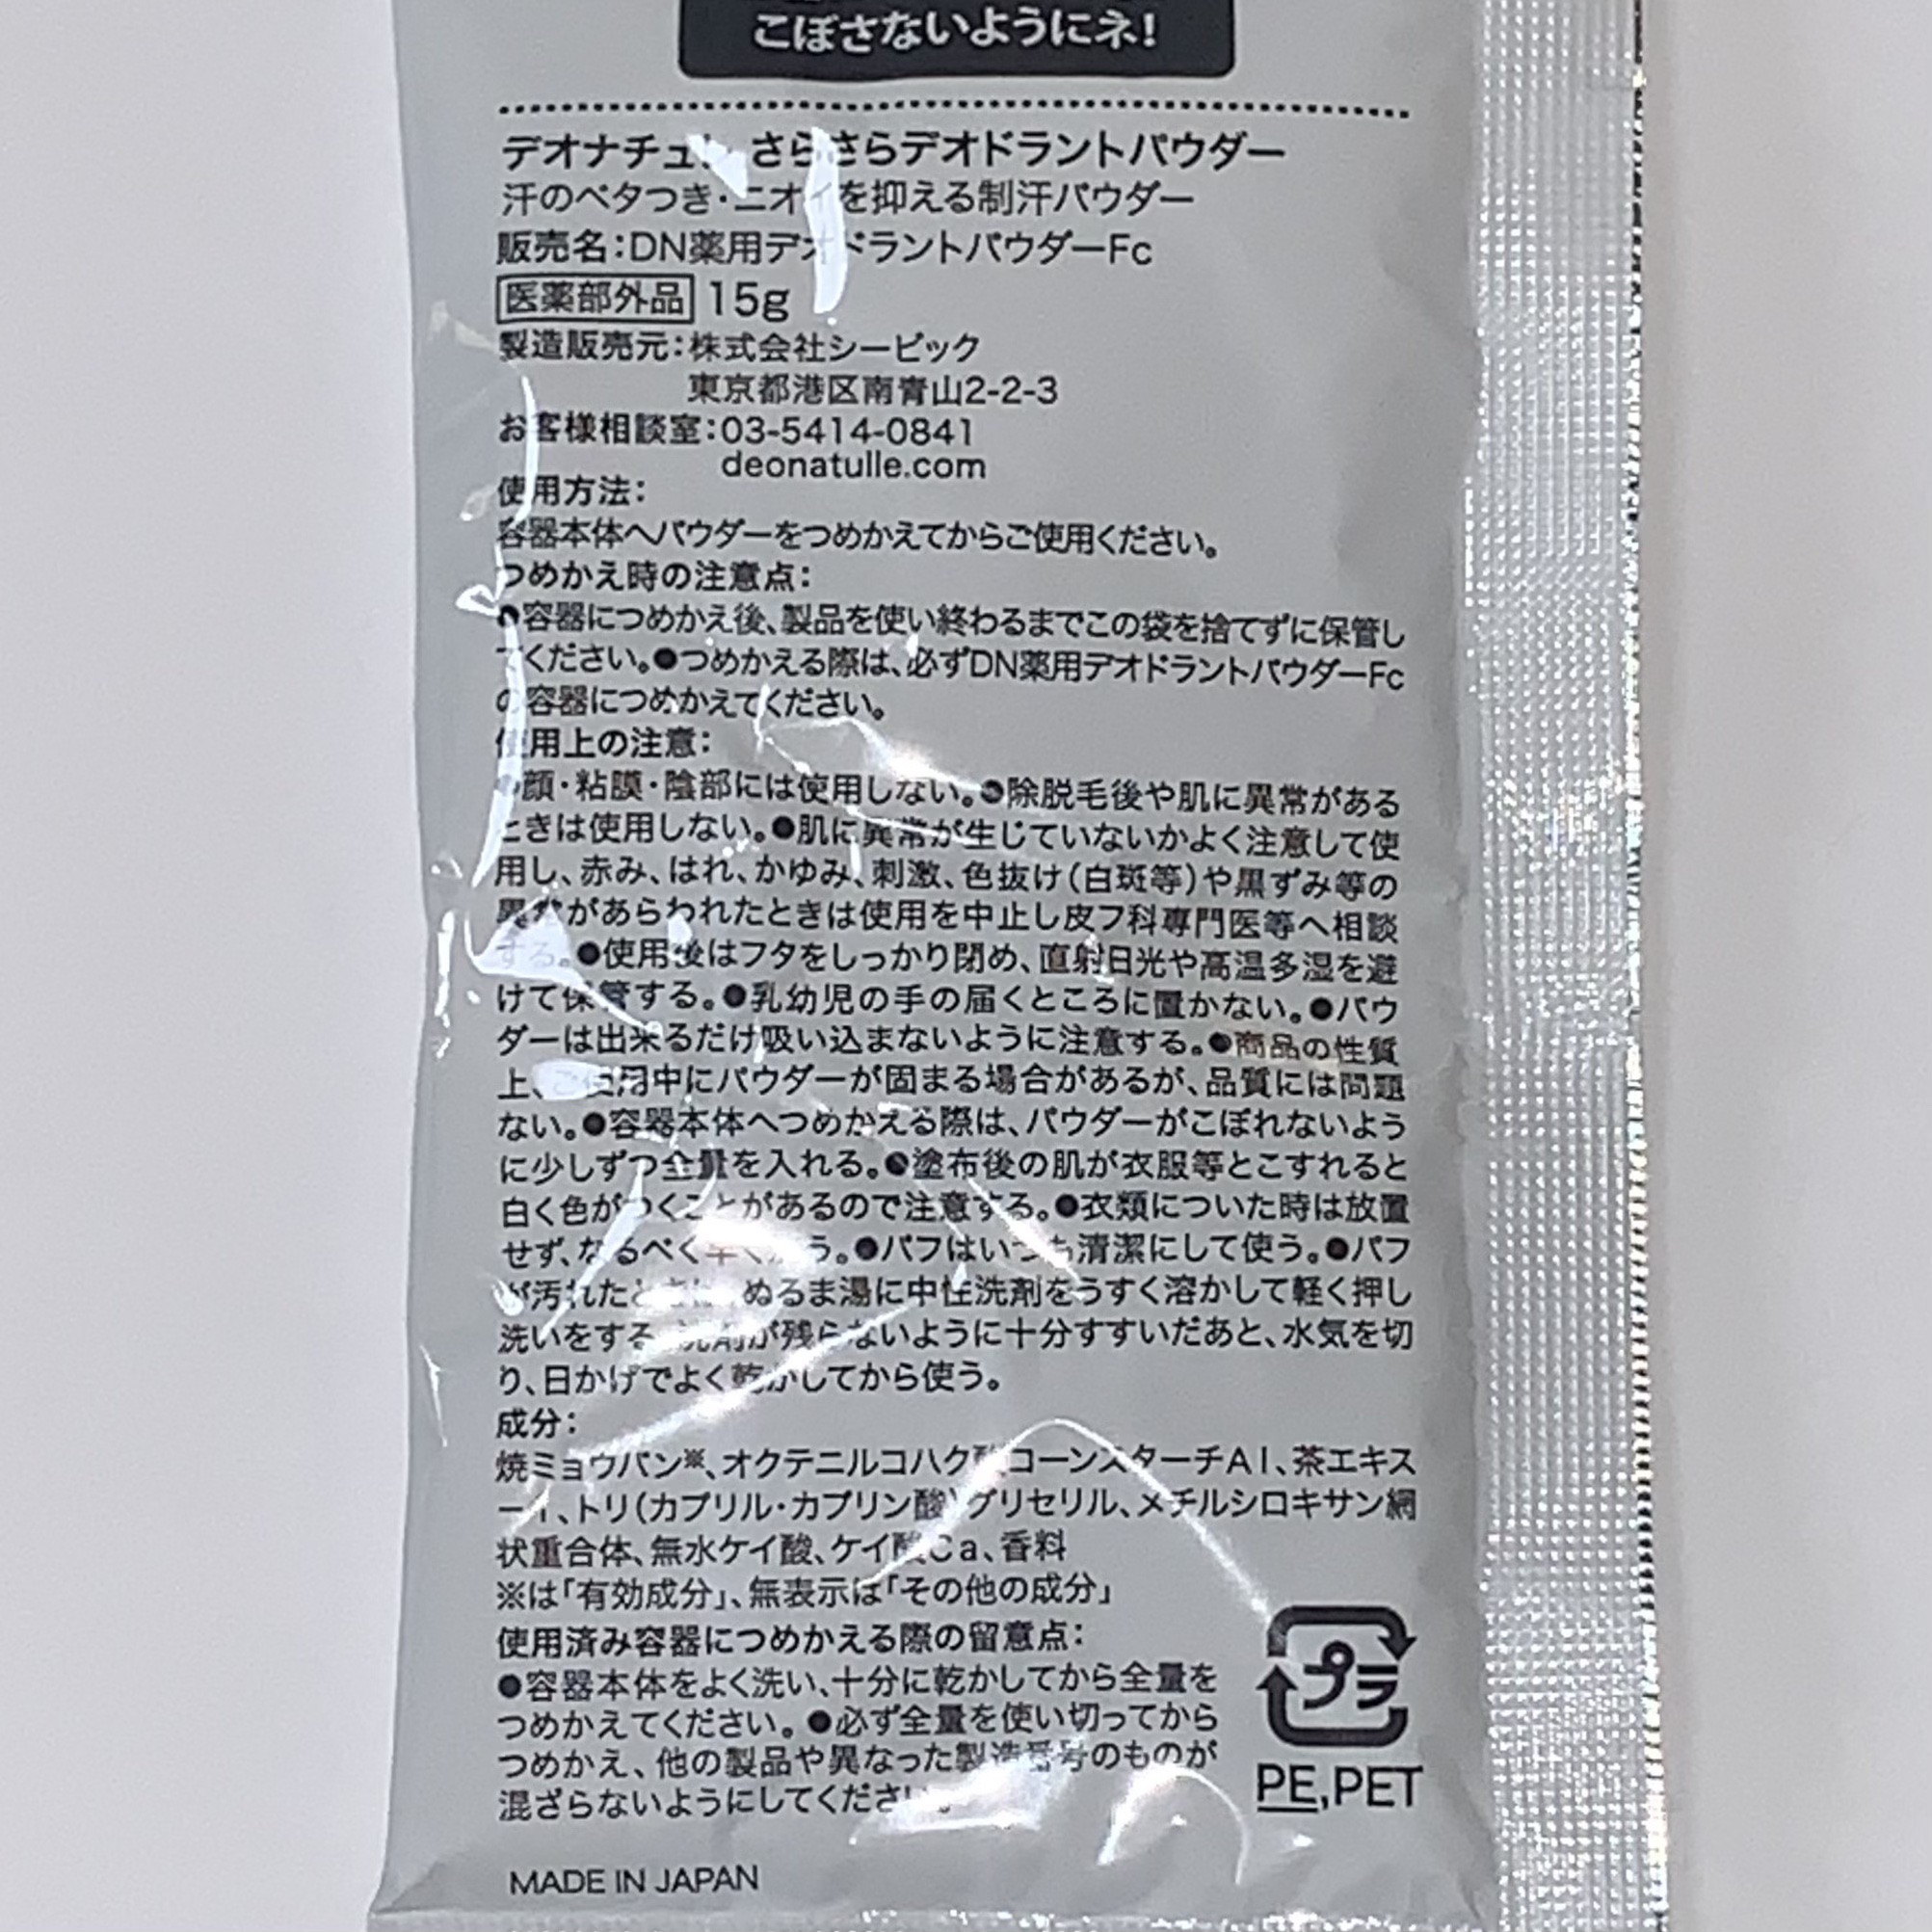 こぼさないようにネ!
デオナチュレ さらさらデオドラントパウダー
汗のベタつき・ニオイを抑える制汗パウダー
販売名:DN薬用デオドラントパウダーFc
医薬部外品 15g
製造販売元:株式会社シービック
東京都港区南青山2-2-3
お客様相談室:03-5414-0841
deonatulle.com
使用方法:
容器本体へパウダーをつめかえてからご使用ください。
つめかえ時の注意点:
●容器につめかえ後、製品を使い終わるまでこの袋を捨てずに保管し
てください。●つめかえる際は、必ずDN薬用デオドラントパウダーFc
の容器につめかえてください。
使用上の注意:
●顔・粘膜・陰部には使用しない。●除脱毛後や肌に異常がある
ときは使用しない。●肌に異常が生じていないかよく注意して使
用し、赤み、はれ、かゆみ、刺激、色抜け(白斑等)や黒ずみ等の
異常があらわれたときは使用を中止し皮フ科専門医等へ相談
する。●使用後はフタをしっかり閉め、直射日光や高温多湿を避
けて保管する。●乳幼児の手の届くところに置かない。●パウ
ダーは出来るだけ吸い込まないように注意する。●商品の性質
上、ご使用中にパウダーが固まる場合があるが、品質には問題
ない。●容器本体へつめかえる際は、パウダーがこぼれないよう
に少しずつ全量を入れる。●塗布後の肌が衣服等とこすれると
白く色がつくことがあるので注意する。●衣類についた時は放置
せず、なるべく早く う。●パフはいつも清潔にして使う。●パフ
が汚れたときは、ぬるま湯に中性洗剤をうすく溶かして軽く押し
洗いをする。洗剤が残らないように十分すすいだあと、水気を切
り、日かげでよく乾かしてから使う。
成分:
焼ミョウバン※、オクテニルコハク酸コーンスターチAl、茶エキス
ー1、トリ(カプリル・カプリン酸)グリセリル、メチルシロキサン網
状重合体、無水ケイ酸、ケイ酸Ca、香料
※は「有効成分」、無表示は「その他の成分」
使用済み容器につめかえる際の留意点:
●容器本体をよく洗い、十分に乾かしてから全量を
つめかえてください。●必ず全量を使い切ってから
つめかえ、他の製品や異なった製造番号のものが
混ざらないようにしてください。
プラ
PE,PET
MADE IN JAPAN